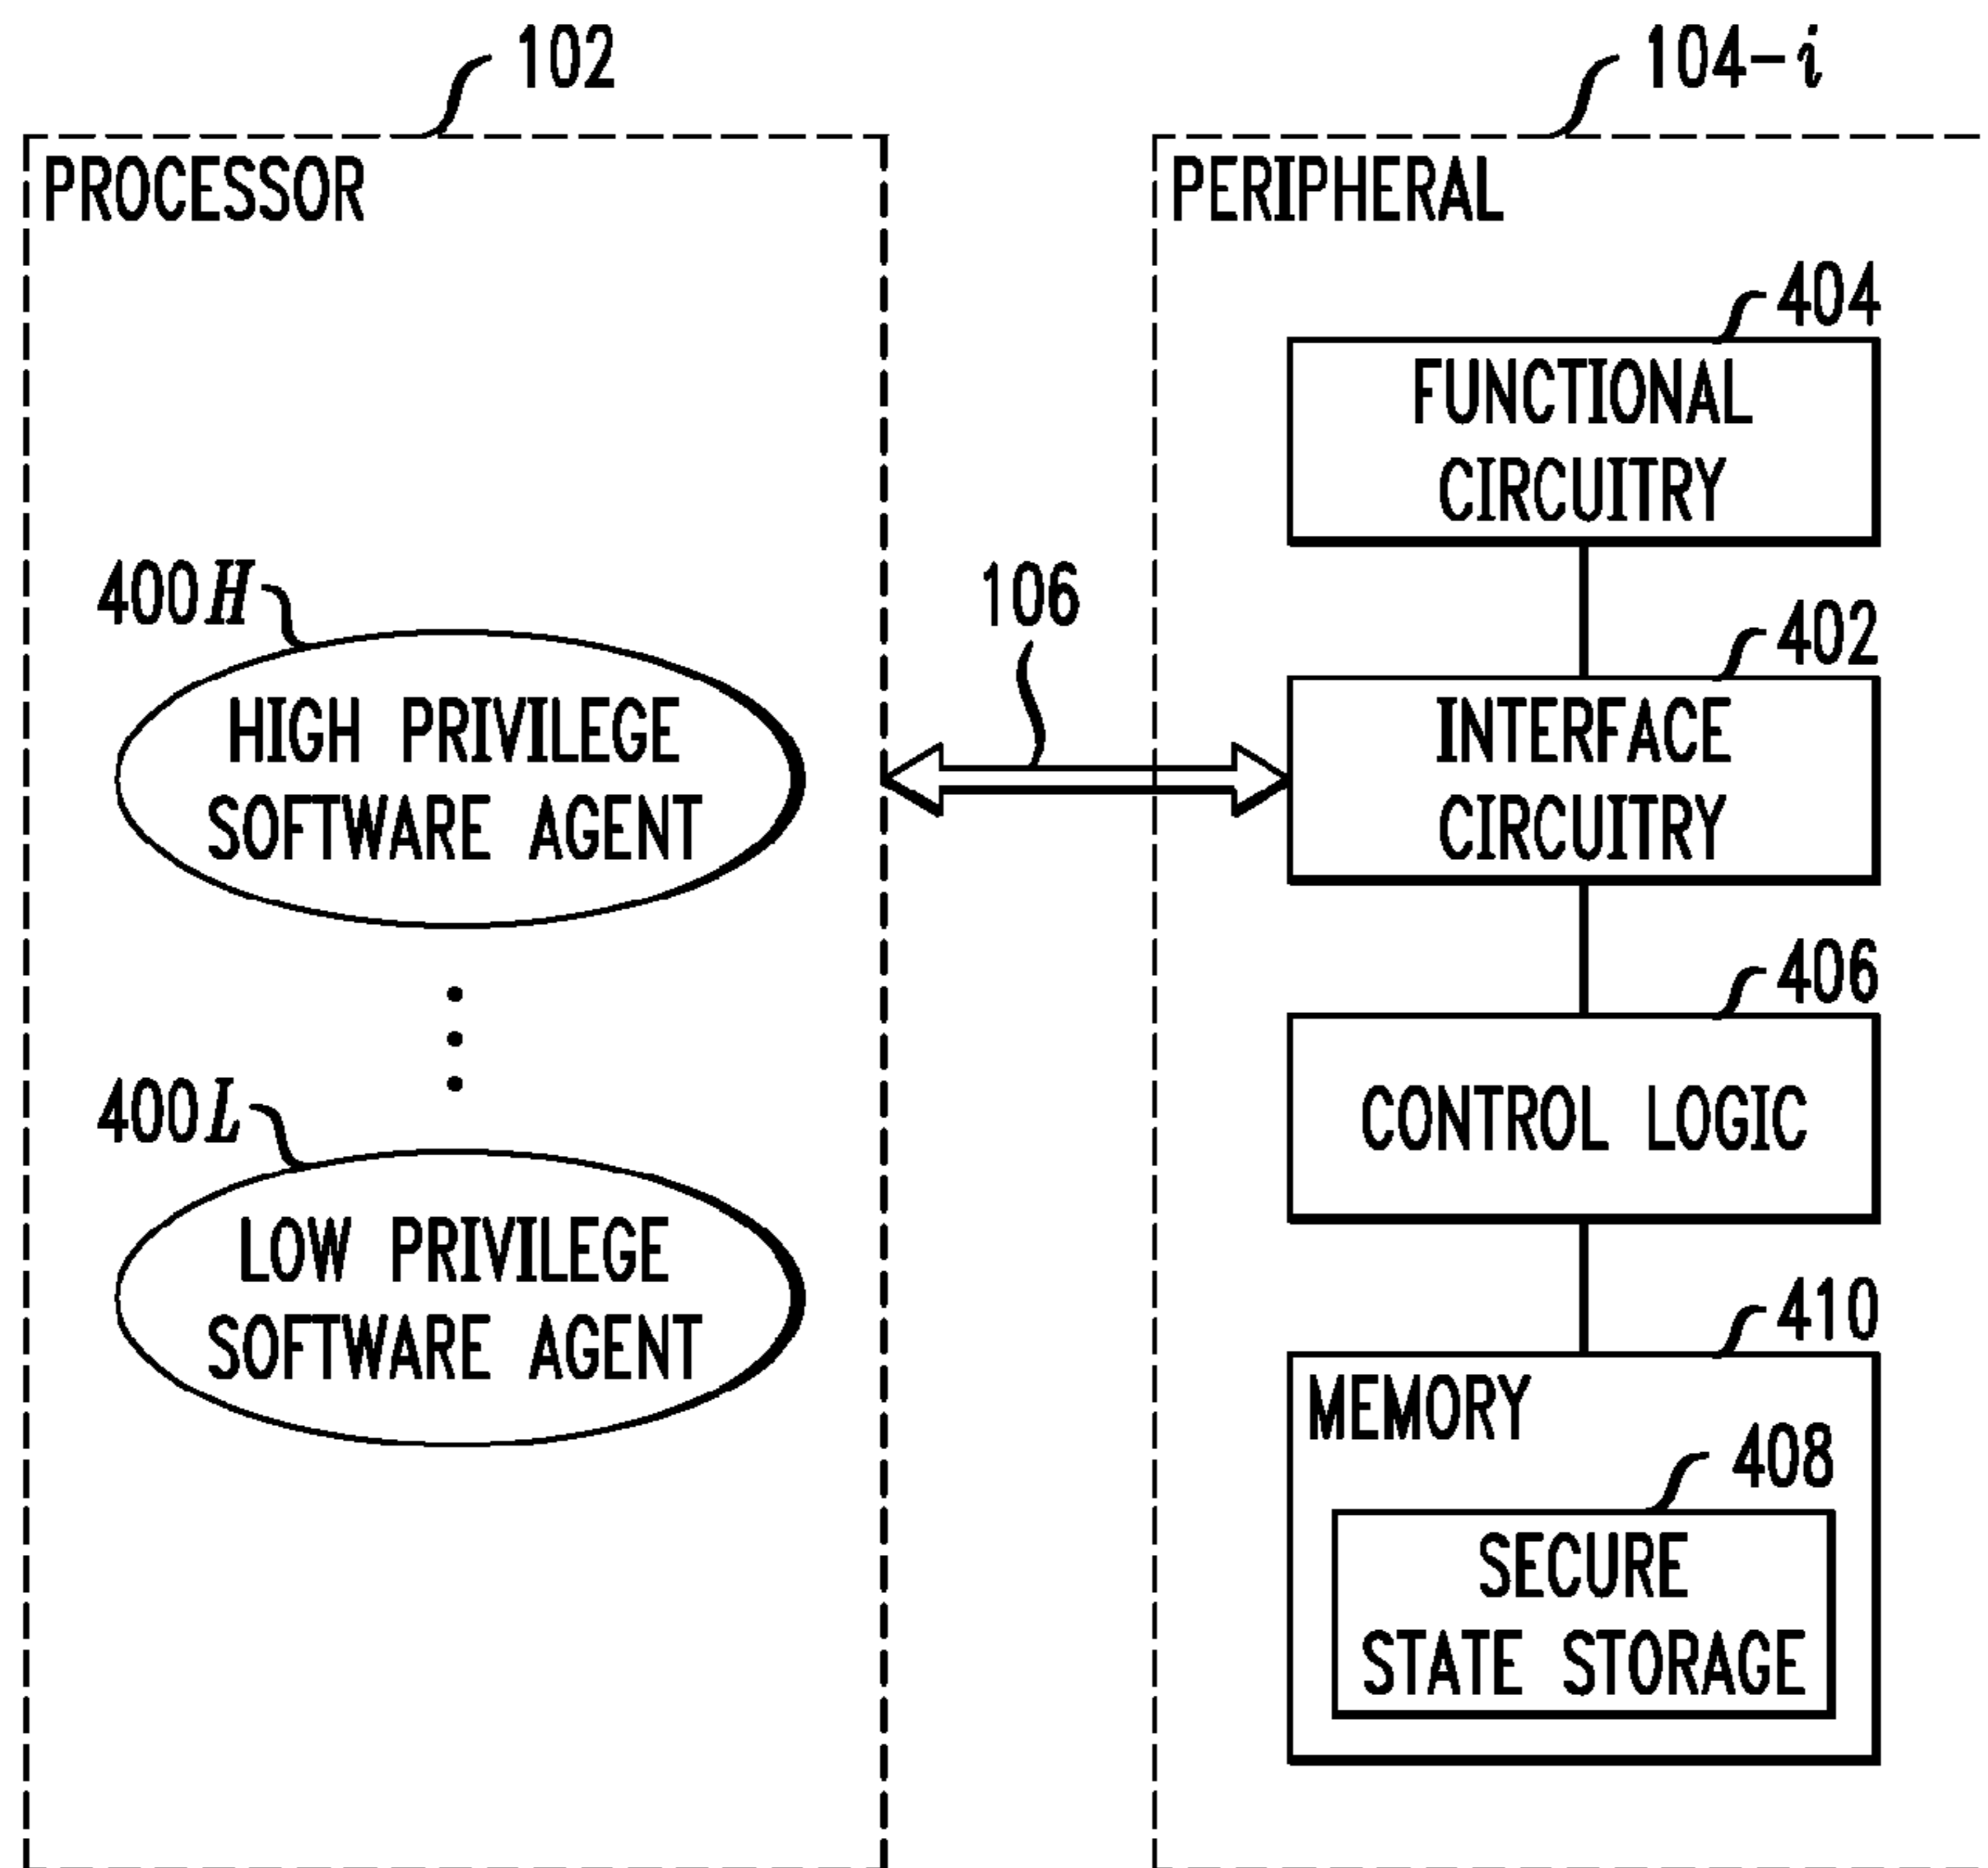 102
PROCESSOR
400H
HIGH PRIVILEGE
SOFTWARE AGENT
400L
LOW PRIVILEGE
SOFTWARE AGENT
106
104-i
PERIPHERAL
404
FUNCTIONAL
CIRCUITRY
402
INTERFACE
CIRCUITRY
406
CONTROL LOGIC
410
MEMORY
408
SECURE
STATE STORAGE